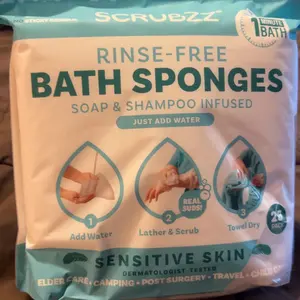 SCRUBZZ
1 MINUTE
BATH
RINSE-FREE
BATH SPONGES
SOAP & SHAMPOO INFUSED
JUST ADD WATER
REAL
SUDS!
1
2
3
Add Water
Lather & Scrub
Towel Dry
SENSITIVE SKIN
DERMATOLOGIST TESTED
ELDER CARE • CAMPING • POST SURGERY • TRAVEL •